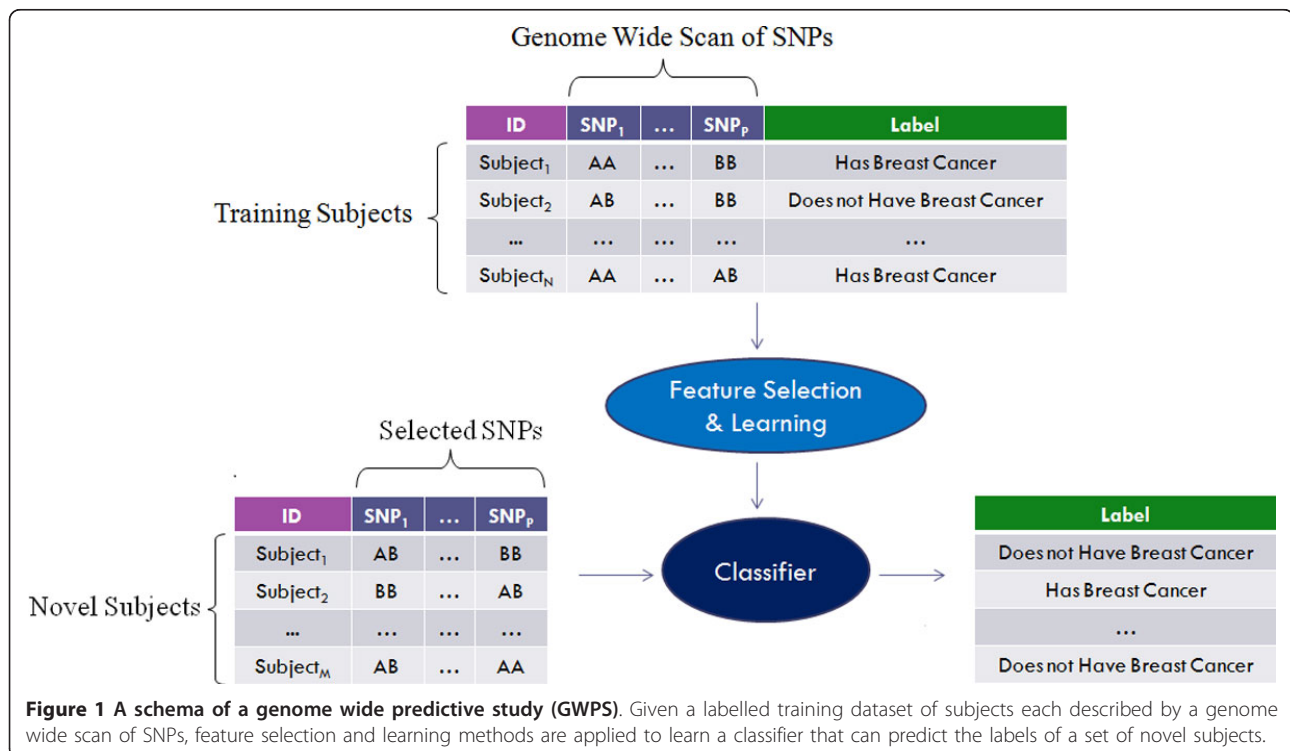 Genome Wide Scan of SNPs
ID SNP₁ ... SNPₚ Label
Subject₁ AA ... BB Has Breast Cancer
Subject₂ AB ... BB Does not Have Breast Cancer
... ... ... ... ...
Subject_N AA ... AB Has Breast Cancer
Training Subjects
Feature Selection
& Learning
Selected SNPs
ID SNP₁ ... SNPₚ
Subject₁ AB ... BB
Subject₂ BB ... AB
... ... ... ...
Subject_M AB ... AA
Novel Subjects
Classifier
Label
Does not Have Breast Cancer
Has Breast Cancer
...
Does not Have Breast Cancer
Figure 1 A schema of a genome wide predictive study (GWPS). Given a labelled training dataset of subjects each described by a genome
wide scan of SNPs, feature selection and learning methods are applied to learn a classifier that can predict the labels of a set of novel subjects.